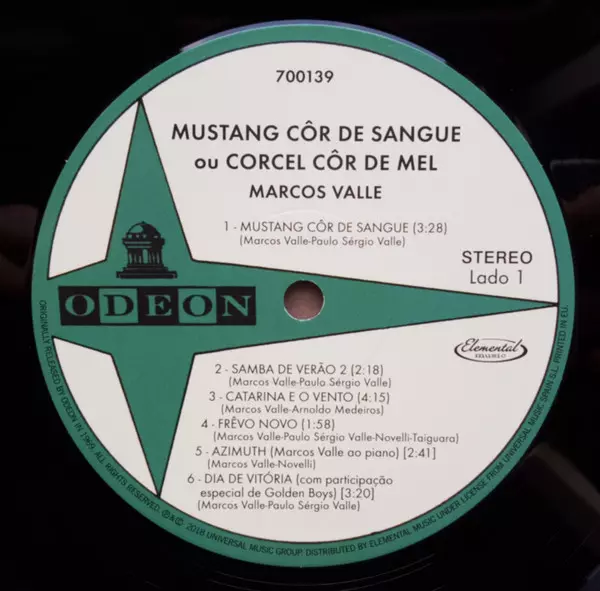 700139
MUSTANG CÔR DE SANGUE
ou CORCEL CÔR DE MEL
MARCOS VALLE
1 - MUSTANG CÔR DE SANGUE (3:28)
(Marcos Valle-Paulo Sérgio Valle)
STEREO
Lado 1
ODEON
Elemental
2 - SAMBA DE VERÃO 2 (2:18)
(Marcos Valle-Paulo Sérgio Valle)
3 - CATARINA E O VENTO (4:15)
(Marcos Valle-Arnoldo Medeiros)
4 - FRÊVO NOVO (1:58)
(Marcos Valle-Paulo Sérgio Valle-Novelli-Taiguara)
5 - AZIMUTH (Marcos Valle ao piano) [2:41]
(Marcos Valle-Novelli)
6 - DIA DE VITÓRIA (com participação
especial de Golden Boys) [3:20]
(Marcos Valle-Paulo Sérgio Valle)
ORIGINALLY RELEASED BY ODEON IN 1969. ALL RIGHTS RESERVED. ℗&© 2018 UNIVERSAL MUSIC GROUP. DISTRIBUTED BY ELEMENTAL MUSIC UNDER LICENSE FROM UNIVERSAL MUSIC SPAIN S.L. PRINTED IN EU.